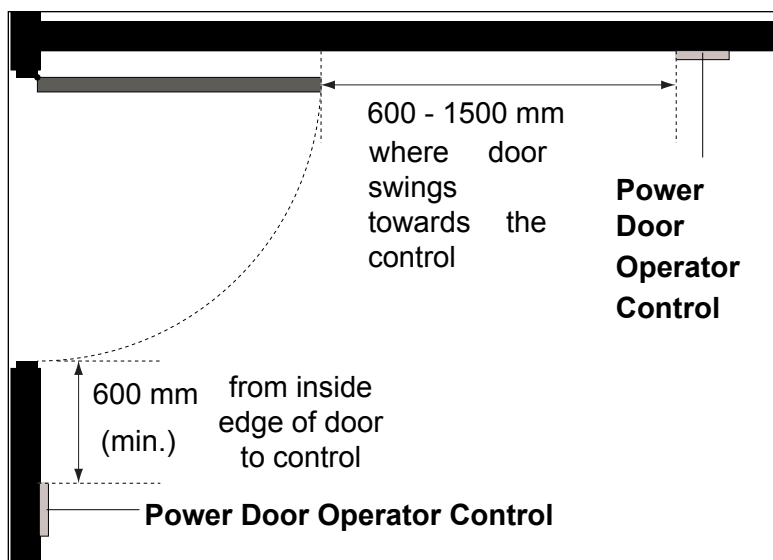 600 - 1500 mm
where door
swings
towards the
control
Power
Door
Operator
Control
600 mm
(min.)
from inside
edge of door
to control
Power Door Operator Control